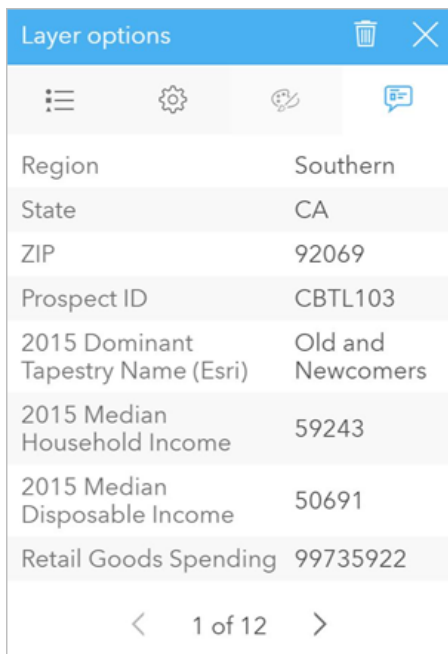 Layer options
Region Southern
State CA
ZIP 92069
Prospect ID CBTL103
2015 Dominant Tapestry Name (Esri) Old and Newcomers
2015 Median Household Income 59243
2015 Median Disposable Income 50691
Retail Goods Spending 99735922
1 of 12